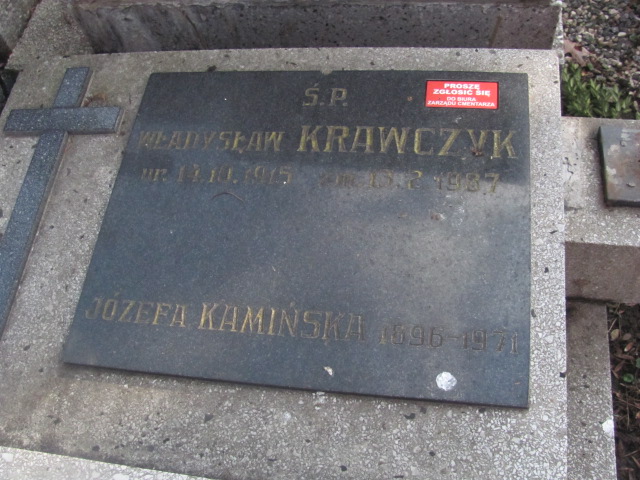 Ś.P.
PROSZĘ
ZGŁOSIĆ SIĘ
DO BIURA
ZARZĄDU CMENTARZA
WŁADYSŁAW KRAWCZYK
UR. 14.10.1915 ZM. 13.2.1987
JÓZEFA KAMIŃSKA 1896-1971